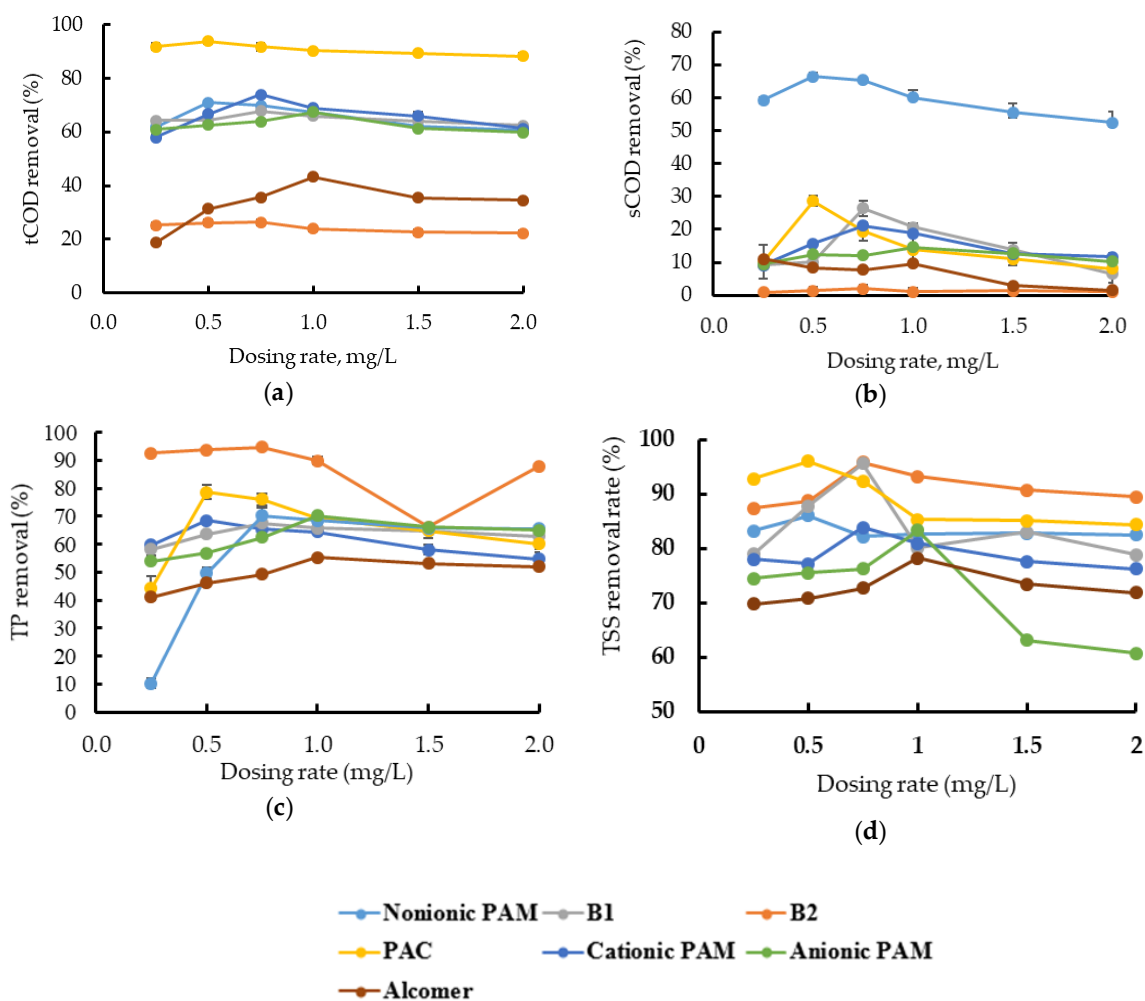 tCOD removal (%)
100
80
60
40
20
0
0.0 0.5 1.0 1.5 2.0
Dosing rate, mg/L
(a)
sCOD removal (%)
80
70
60
50
40
30
20
10
0
0.0 0.5 1.0 1.5 2.0
Dosing rate, mg/L
(b)
TP removal (%)
100
90
80
70
60
50
40
30
20
10
0
0.0 0.5 1.0 1.5 2.0
Dosing rate (mg/L)
(c)
TSS removal rate (%)
100
90
80
70
60
50
0 0.5 1 1.5 2
Dosing rate (mg/L)
(d)
Nonionic PAM B1 B2
PAC Cationic PAM Anionic PAM
Alcomer